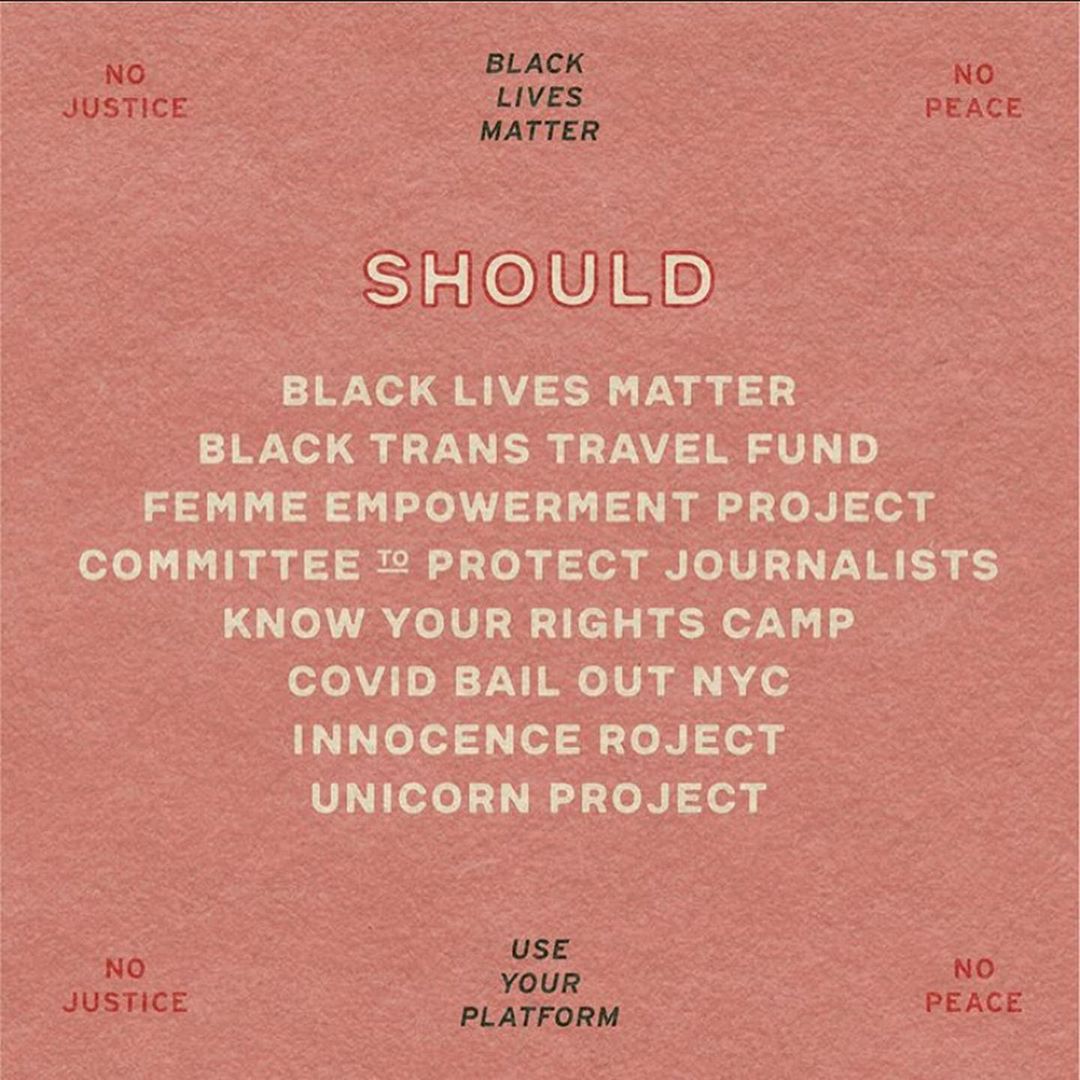 NO
JUSTICE
BLACK
LIVES
MATTER
NO
PEACE
SHOULD
BLACK LIVES MATTER
BLACK TRANS TRAVEL FUND
FEMME EMPOWERMENT PROJECT
COMMITTEE TO PROTECT JOURNALISTS
KNOW YOUR RIGHTS CAMP
COVID BAIL OUT NYC
INNOCENCE ROJECT
UNICORN PROJECT
NO
JUSTICE
USE
YOUR
PLATFORM
NO
PEACE